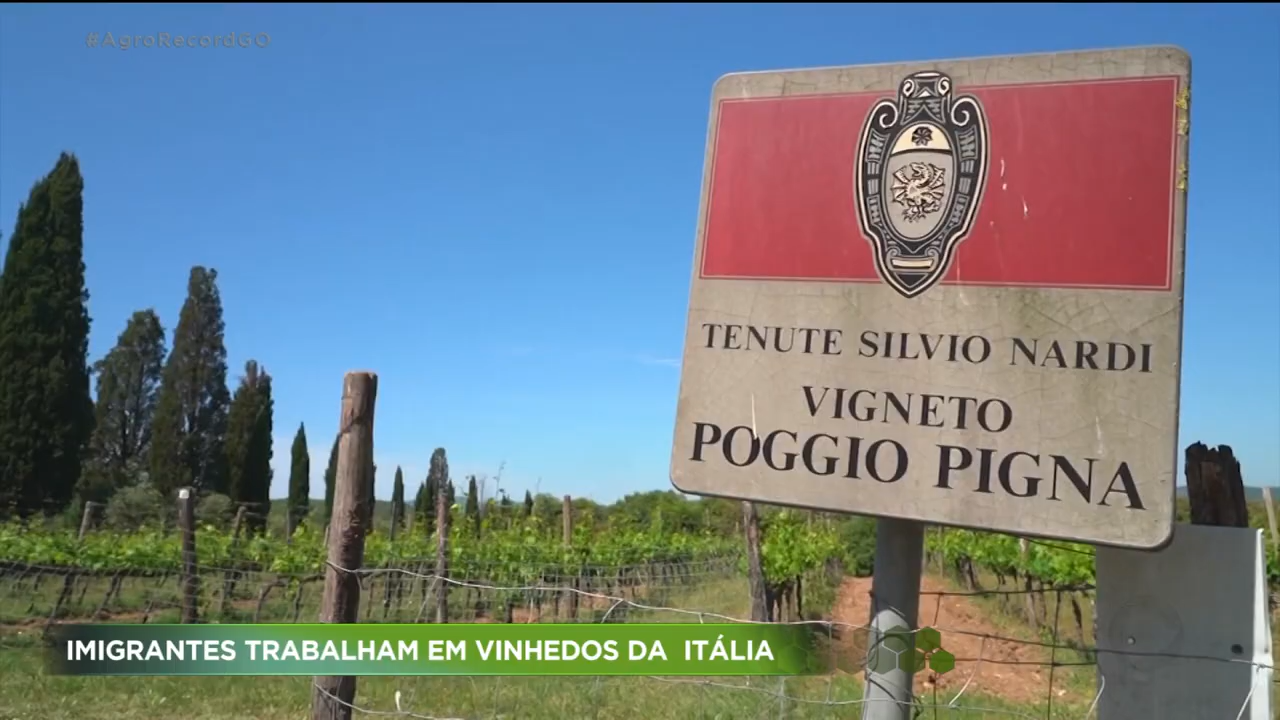 #AgroRecordGO
TENUTE SILVIO NARDI
VIGNETO
POGGIO PIGNA
IMIGRANTES TRABALHAM EM VINHEDOS DA ITÁLIA